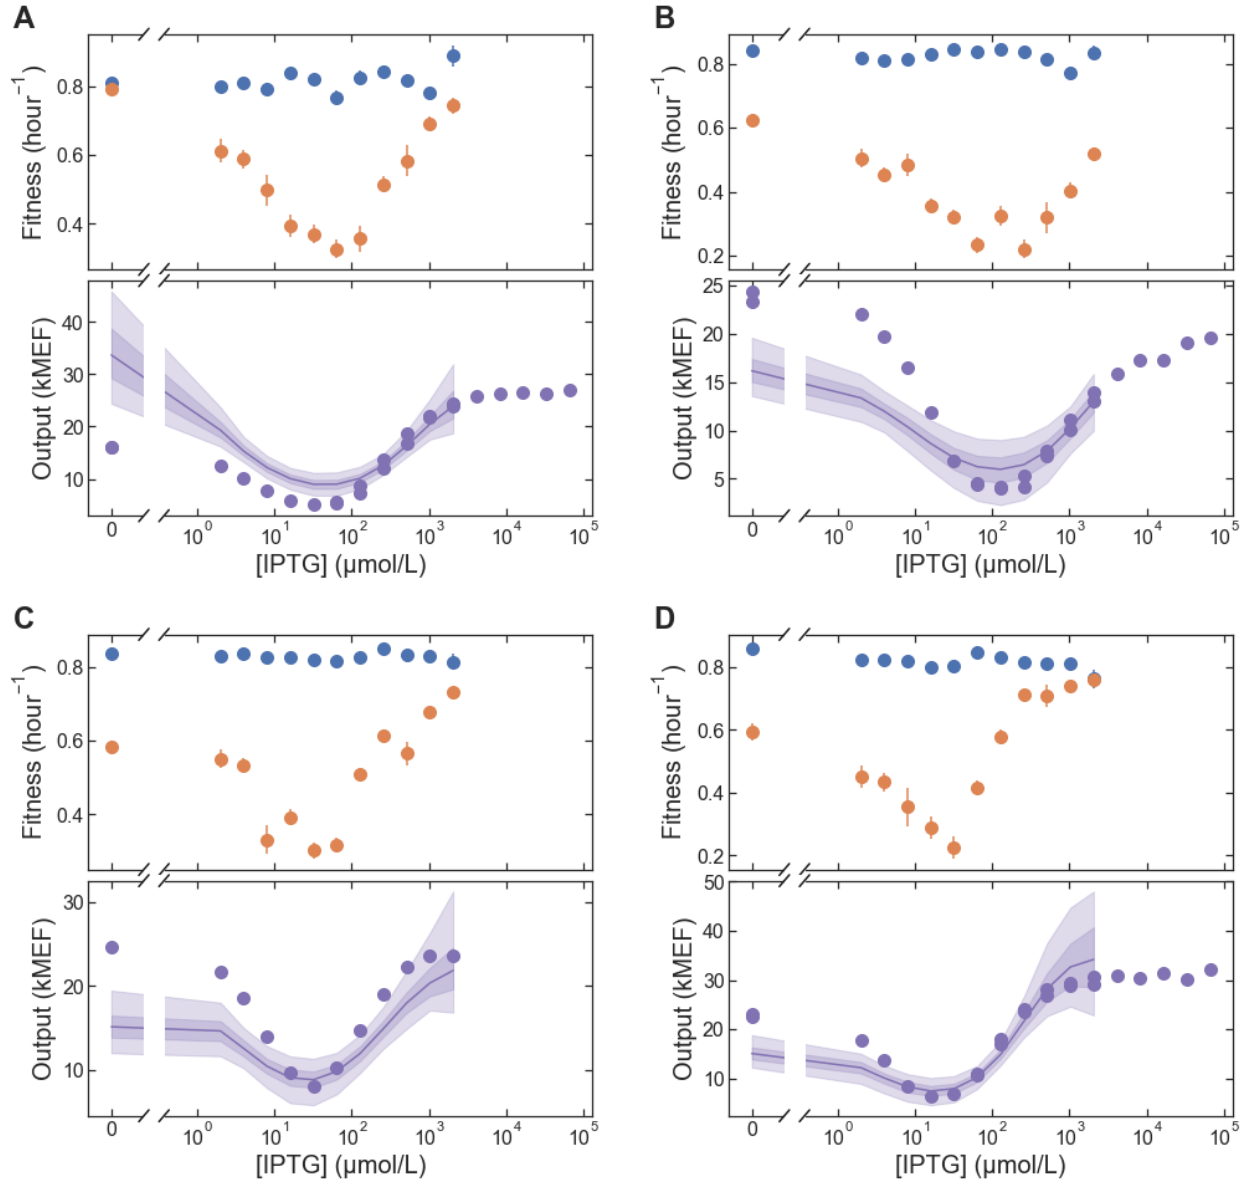 A
Fitness (hour⁻¹)
0.8
0.6
0.4
Output (kMEF)
40
30
20
10
0 10⁰ 10¹ 10² 10³ 10⁴ 10⁵
[IPTG] (µmol/L)
B
Fitness (hour⁻¹)
0.8
0.6
0.4
0.2
Output (kMEF)
25
20
15
10
5
0 10⁰ 10¹ 10² 10³ 10⁴ 10⁵
[IPTG] (µmol/L)
C
Fitness (hour⁻¹)
0.8
0.6
0.4
Output (kMEF)
30
20
10
0 10⁰ 10¹ 10² 10³ 10⁴ 10⁵
[IPTG] (µmol/L)
D
Fitness (hour⁻¹)
0.8
0.6
0.4
0.2
Output (kMEF)
50
40
30
20
10
0 10⁰ 10¹ 10² 10³ 10⁴ 10⁵
[IPTG] (µmol/L)